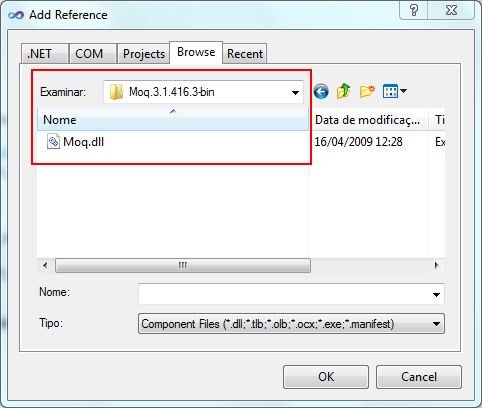 Add Reference
.NET COM Projects Browse Recent
Examinar: Moq.3.1.416.3-bin
Nome Data de modificaç... Ti
Moq.dll 16/04/2009 12:28 Ex
Nome:
Tipo: Component Files (*.dll;*.tlb;*.olb;*.ocx;*.exe;*.manifest)
OK Cancel